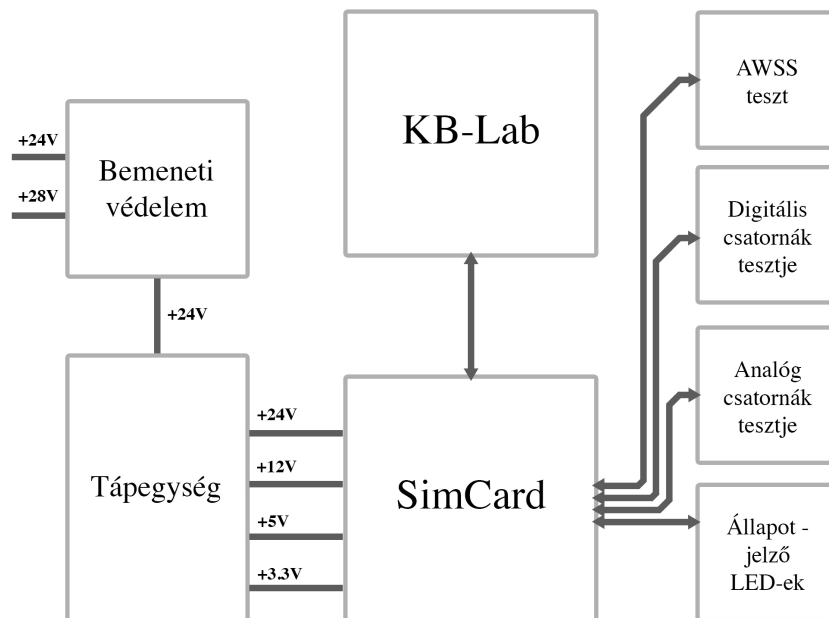 +24V
+28V
Bemeneti
védelem
+24V
Tápegység
+24V
+12V
+5V
+3.3V
KB-Lab
SimCard
AWSS
teszt
Digitális
csatornák
tesztje
Analóg
csatornák
tesztje
Állapot -
jelző
LED-ek